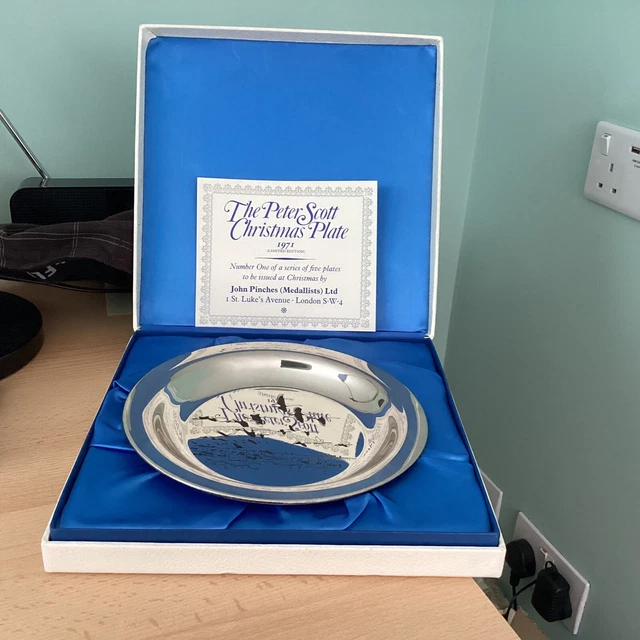 The Peter Scott
Christmas Plate
1971
(LIMITED EDITION)
Number One of a series of five plates
to be issued at Christmas by
John Pinches (Medallists) Ltd
1 St. Luke's Avenue · London S·W·4